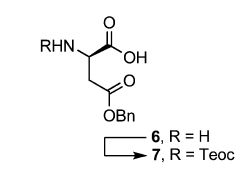 O
RHN
OH
O
OBn
6, R = H
7, R = Teoc